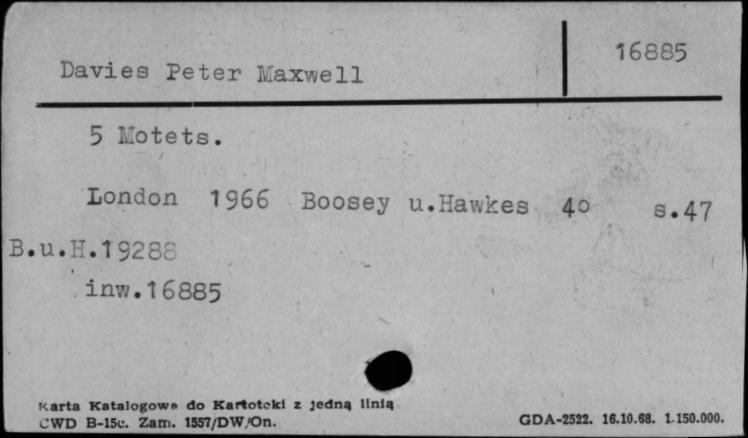 16885
Davies Peter Maxwell
5 Motets.
London 1966 Boosey u.Hawkes 4o s.47
B.u.H.19288
inw.16885
Karta Katalogowa do Kartoteki z jedną linią
CWD B-15c. Zam. 1557/DW/On. GDA-2522. 16.10.68. 1.150.000.